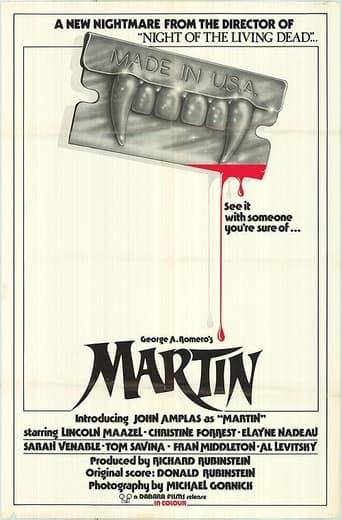 A NEW NIGHTMARE FROM THE DIRECTOR OF
"NIGHT OF THE LIVING DEAD"...
MADE IN U.S.A.
See it
with someone
you're sure of...
George A. Romero's
MARTIN
Introducing JOHN AMPLAS as "MARTIN"
starring LINCOLN MAAZEL · CHRISTINE FORREST · ELAYNE NADEAU
SARAH VENABLE · TOM SAVINA · FRAN MIDDLETON · AL LEVITSHY
Produced by RICHARD RUBINSTEIN
Original score: DONALD RUBINSTEIN
Photography by MICHAEL GORNICK
a DABARA FILMS release
IN COLOUR